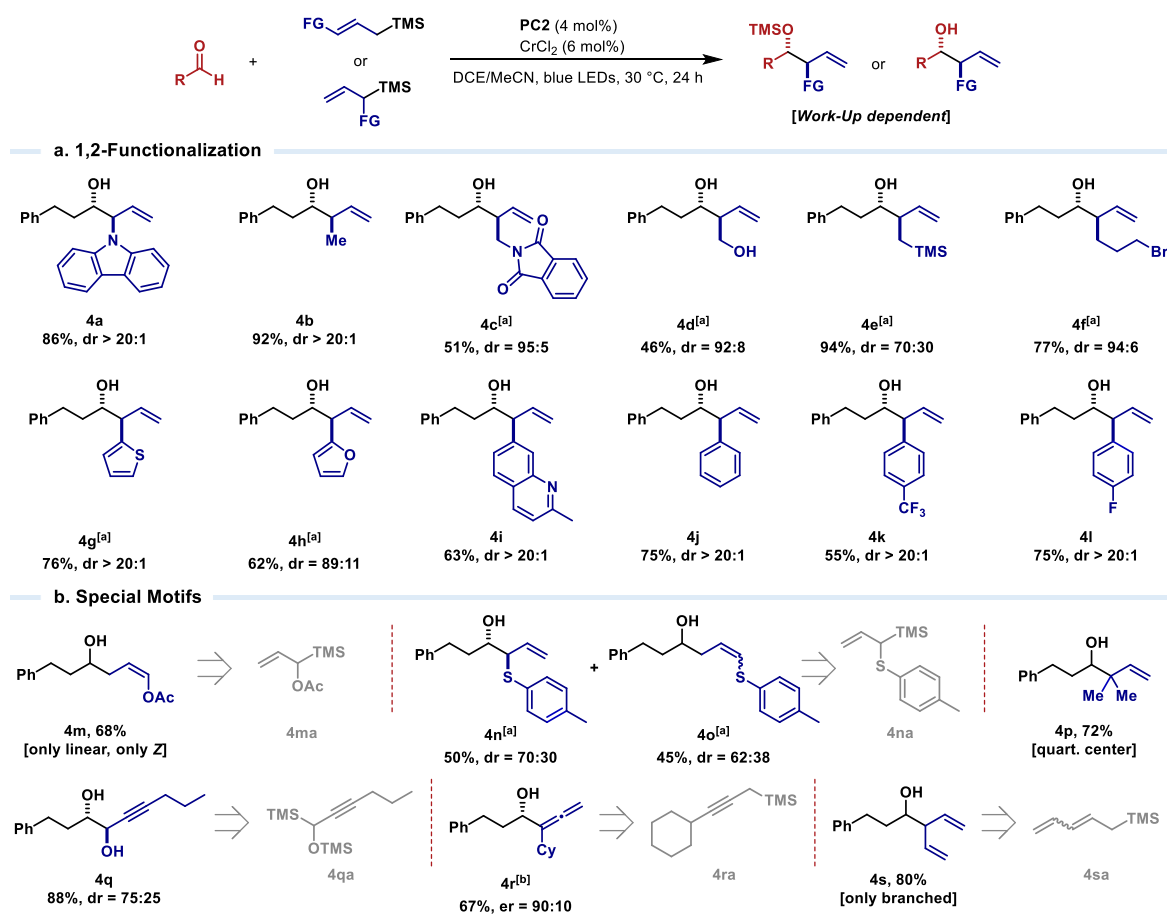 O
R
H
+
FG
TMS
or
TMS
FG
PC2 (4 mol%)
CrCl2 (6 mol%)
DCE/MeCN, blue LEDs, 30 °C, 24 h
TMSO
R
FG
or
OH
R
FG
[Work-Up dependent]
a. 1,2-Functionalization
OH
Ph
N
4a
86%, dr > 20:1
OH
Ph
Me
4b
92%, dr > 20:1
OH
Ph
O
N
O
4c[a]
51%, dr = 95:5
OH
Ph
OH
4d[a]
46%, dr = 92:8
OH
Ph
TMS
4e[a]
94%, dr = 70:30
OH
Ph
Br
4f[a]
77%, dr = 94:6
OH
Ph
S
4g[a]
76%, dr > 20:1
OH
Ph
O
4h[a]
62%, dr = 89:11
OH
Ph
N
4i
63%, dr > 20:1
OH
Ph
4j
75%, dr > 20:1
OH
Ph
CF3
4k
55%, dr > 20:1
OH
Ph
F
4l
75%, dr > 20:1
b. Special Motifs
OH
Ph
OAc
4m, 68%
[only linear, only Z]
TMS
OAc
4ma
OH
Ph
S
4n[a]
50%, dr = 70:30
+
OH
Ph
S
4o[a]
45%, dr = 62:38
TMS
S
4na
OH
Ph
Me Me
4p, 72%
[quart. center]
OH
Ph
OH
4q
88%, dr = 75:25
TMS
OTMS
4qa
OH
Ph
Cy
4r[b]
67%, er = 90:10
TMS
4ra
OH
Ph
4s, 80%
[only branched]
TMS
4sa